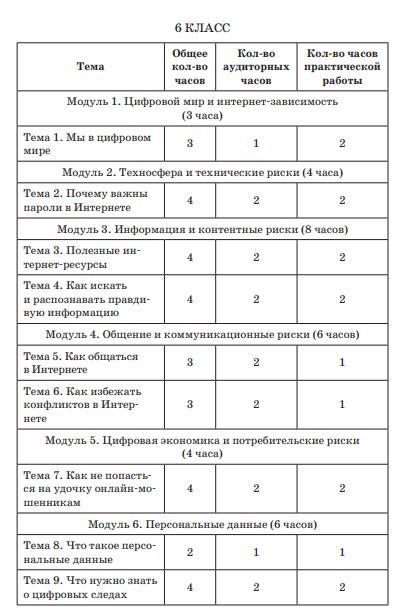 6 КЛАСС
Тема
Общее
кол-во
часов
Кол-во
аудиторных
часов
Кол-во часов
практической
работы
Модуль 1. Цифровой мир и интернет-зависимость
(3 часа)
Тема 1. Мы в цифровом
мире
3
1
2
Модуль 2. Техносфера и технические риски (4 часа)
Тема 2. Почему важны
пароли в Интернете
4
2
2
Модуль 3. Информация и контентные риски (8 часов)
Тема 3. Полезные ин-
тернет-ресурсы
4
2
2
Тема 4. Как искать
и распознавать правди-
вую информацию
4
2
2
Модуль 4. Общение и коммуникационные риски (6 часов)
Тема 5. Как общаться
в Интернете
3
2
1
Тема 6. Как избежать
конфликтов в Интер-
нете
3
2
1
Модуль 5. Цифровая экономика и потребительские риски
(4 часа)
Тема 7. Как не попасть-
ся на удочку онлайн-мо-
шенникам
4
2
2
Модуль 6. Персональные данные (6 часов)
Тема 8. Что такое персо-
нальные данные
2
1
1
Тема 9. Что нужно знать
о цифровых следах
4
2
2